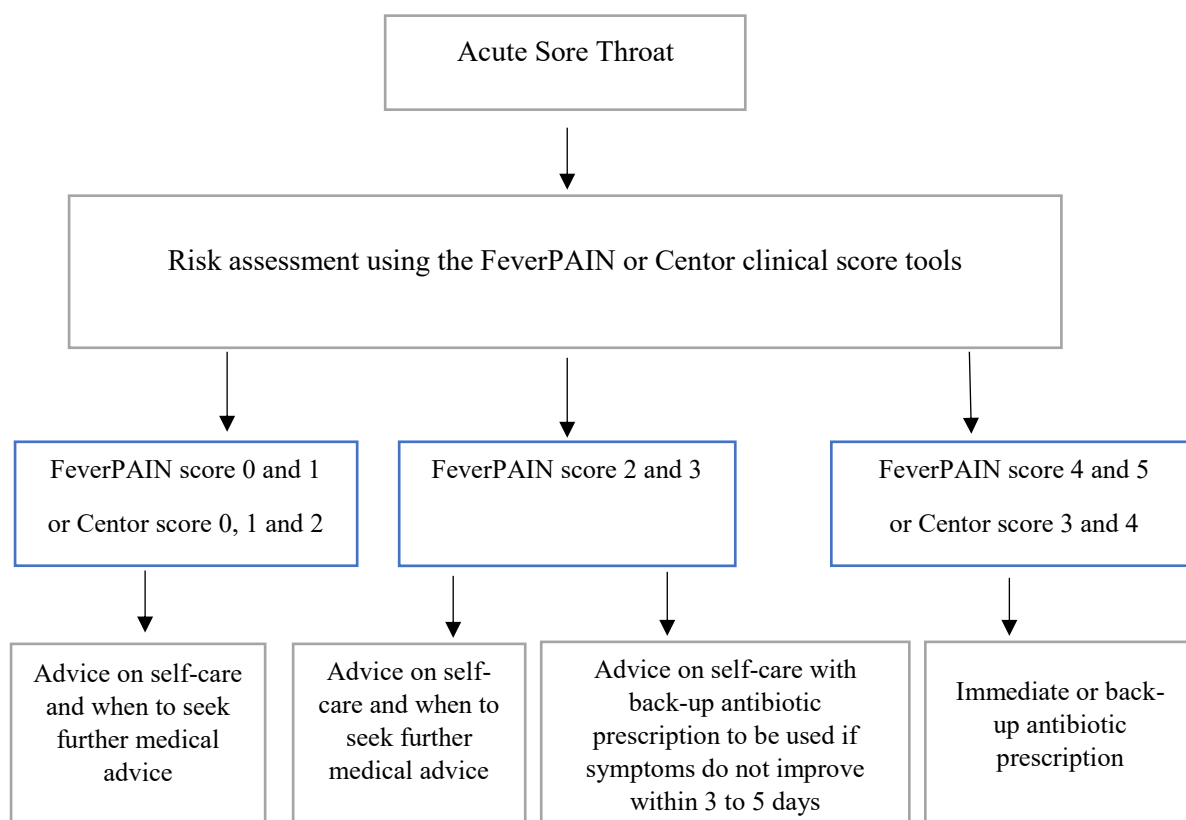 Acute Sore Throat
Risk assessment using the FeverPAIN or Centor clinical score tools
FeverPAIN score 0 and 1
or Centor score 0, 1 and 2
FeverPAIN score 2 and 3
FeverPAIN score 4 and 5
or Centor score 3 and 4
Advice on self-care
and when to seek
further medical
advice
Advice on self-
care and when to
seek further
medical advice
Advice on self-care with
back-up antibiotic
prescription to be used if
symptoms do not improve
within 3 to 5 days
Immediate or back-
up antibiotic
prescription